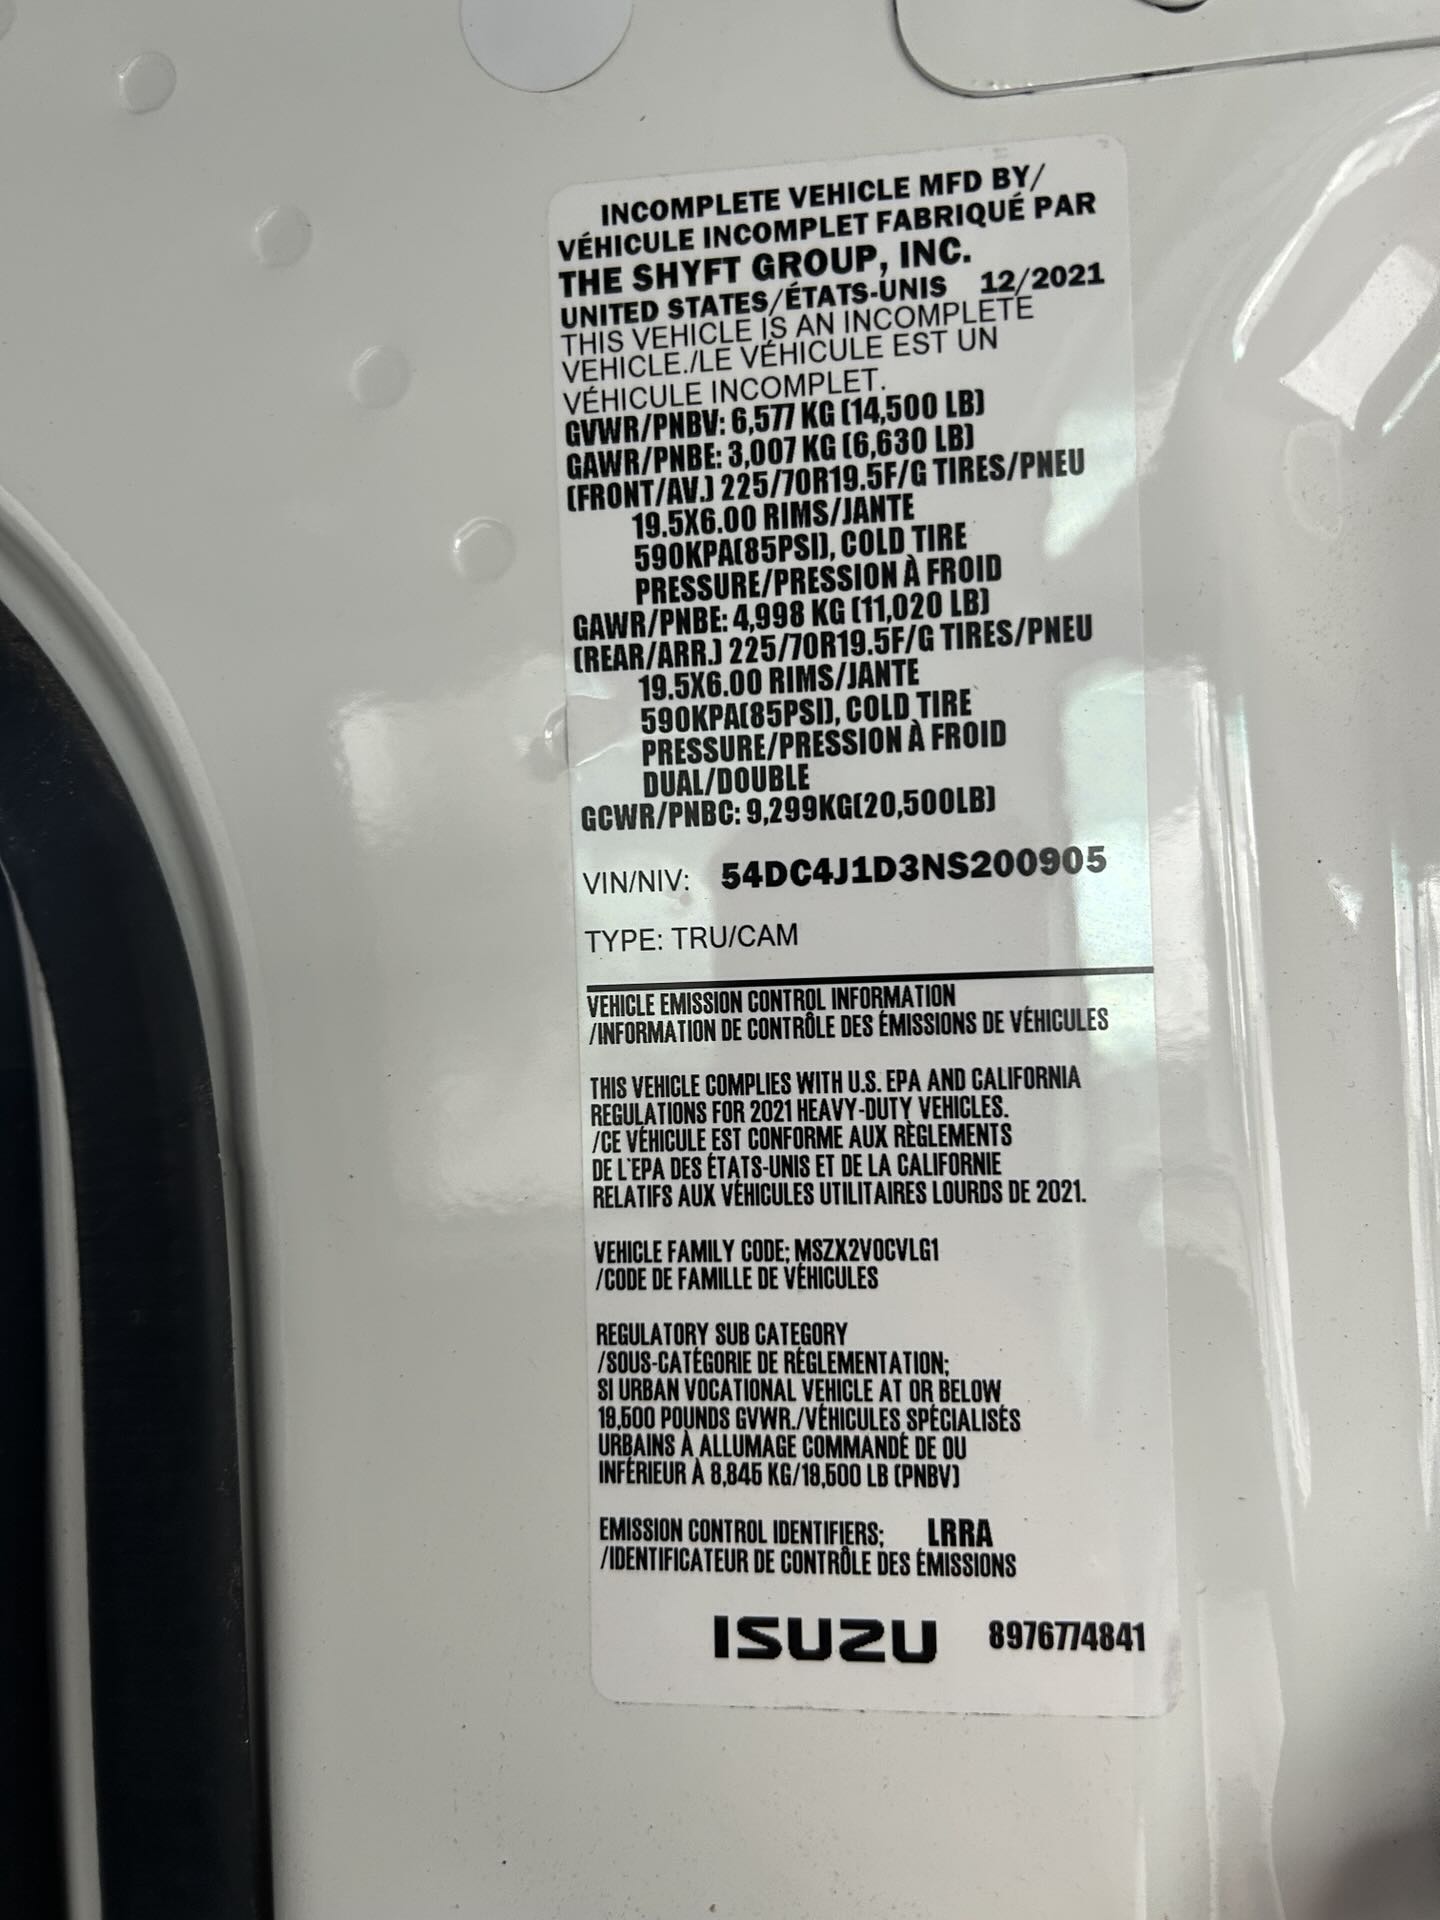 INCOMPLETE VEHICLE MFD BY/
VÉHICULE INCOMPLET FABRIQUÉ PAR
THE SHYFT GROUP, INC.
UNITED STATES/ÉTATS-UNIS 12/2021
THIS VEHICLE IS AN INCOMPLETE
VEHICLE./LE VÉHICULE EST UN
VÉHICULE INCOMPLET.
GVWR/PNBV: 6,577 KG (14,500 LB)
GAWR/PNBE: 3,007 KG (6,630 LB)
(FRONT/AV.) 225/70R19.5F/G TIRES/PNEU
19.5X6.00 RIMS/JANTE
590KPA(85PSI), COLD TIRE
PRESSURE/PRESSION À FROID
GAWR/PNBE: 4,998 KG (11,020 LB)
(REAR/ARR.) 225/70R19.5F/G TIRES/PNEU
19.5X6.00 RIMS/JANTE
590KPA(85PSI), COLD TIRE
PRESSURE/PRESSION À FROID
DUAL/DOUBLE
GCWR/PNBC: 9,299KG(20,500LB)
VIN/NIV: 54DC4J1D3NS200905
TYPE: TRU/CAM
VEHICLE EMISSION CONTROL INFORMATION
/INFORMATION DE CONTRÔLE DES ÉMISSIONS DE VÉHICULES
THIS VEHICLE COMPLIES WITH U.S. EPA AND CALIFORNIA
REGULATIONS FOR 2021 HEAVY-DUTY VEHICLES.
/CE VÉHICULE EST CONFORME AUX RÈGLEMENTS
DE L'EPA DES ÉTATS-UNIS ET DE LA CALIFORNIE
RELATIFS AUX VÉHICULES UTILITAIRES LOURDS DE 2021.
VEHICLE FAMILY CODE; MSZX2VOCVLG1
/CODE DE FAMILLE DE VÉHICULES
REGULATORY SUB CATEGORY
/SOUS-CATÉGORIE DE RÉGLEMENTATION;
SI URBAN VOCATIONAL VEHICLE AT OR BELOW
19,500 POUNDS GVWR./VÉHICULES SPÉCIALISÉS
URBAINS À ALLUMAGE COMMANDÉ DE OU
INFÉRIEUR À 8,845 KG/19,500 LB (PNBV)
EMISSION CONTROL IDENTIFIERS; LRRA
/IDENTIFICATEUR DE CONTRÔLE DES ÉMISSIONS
ISUZU 8976774841